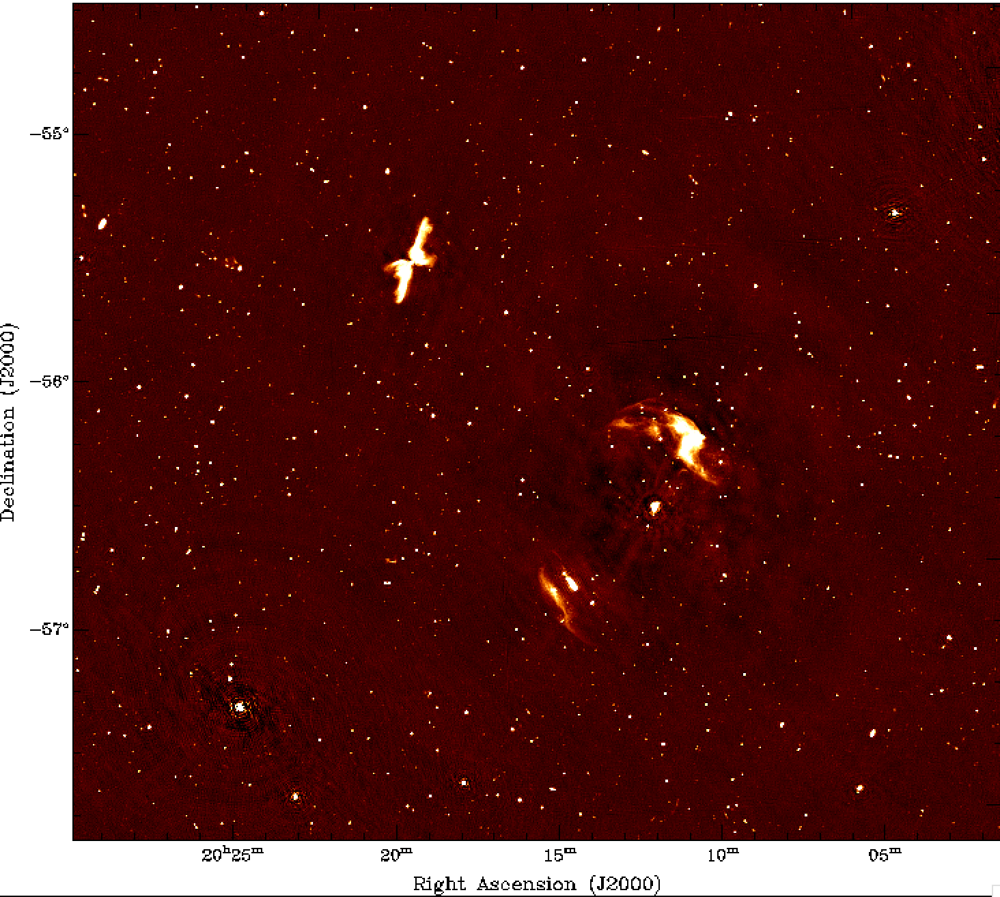 -55°
-56°
-57°
Declination (J2000)
20h25m 20m 15m 10m 05m
Right Ascension (J2000)